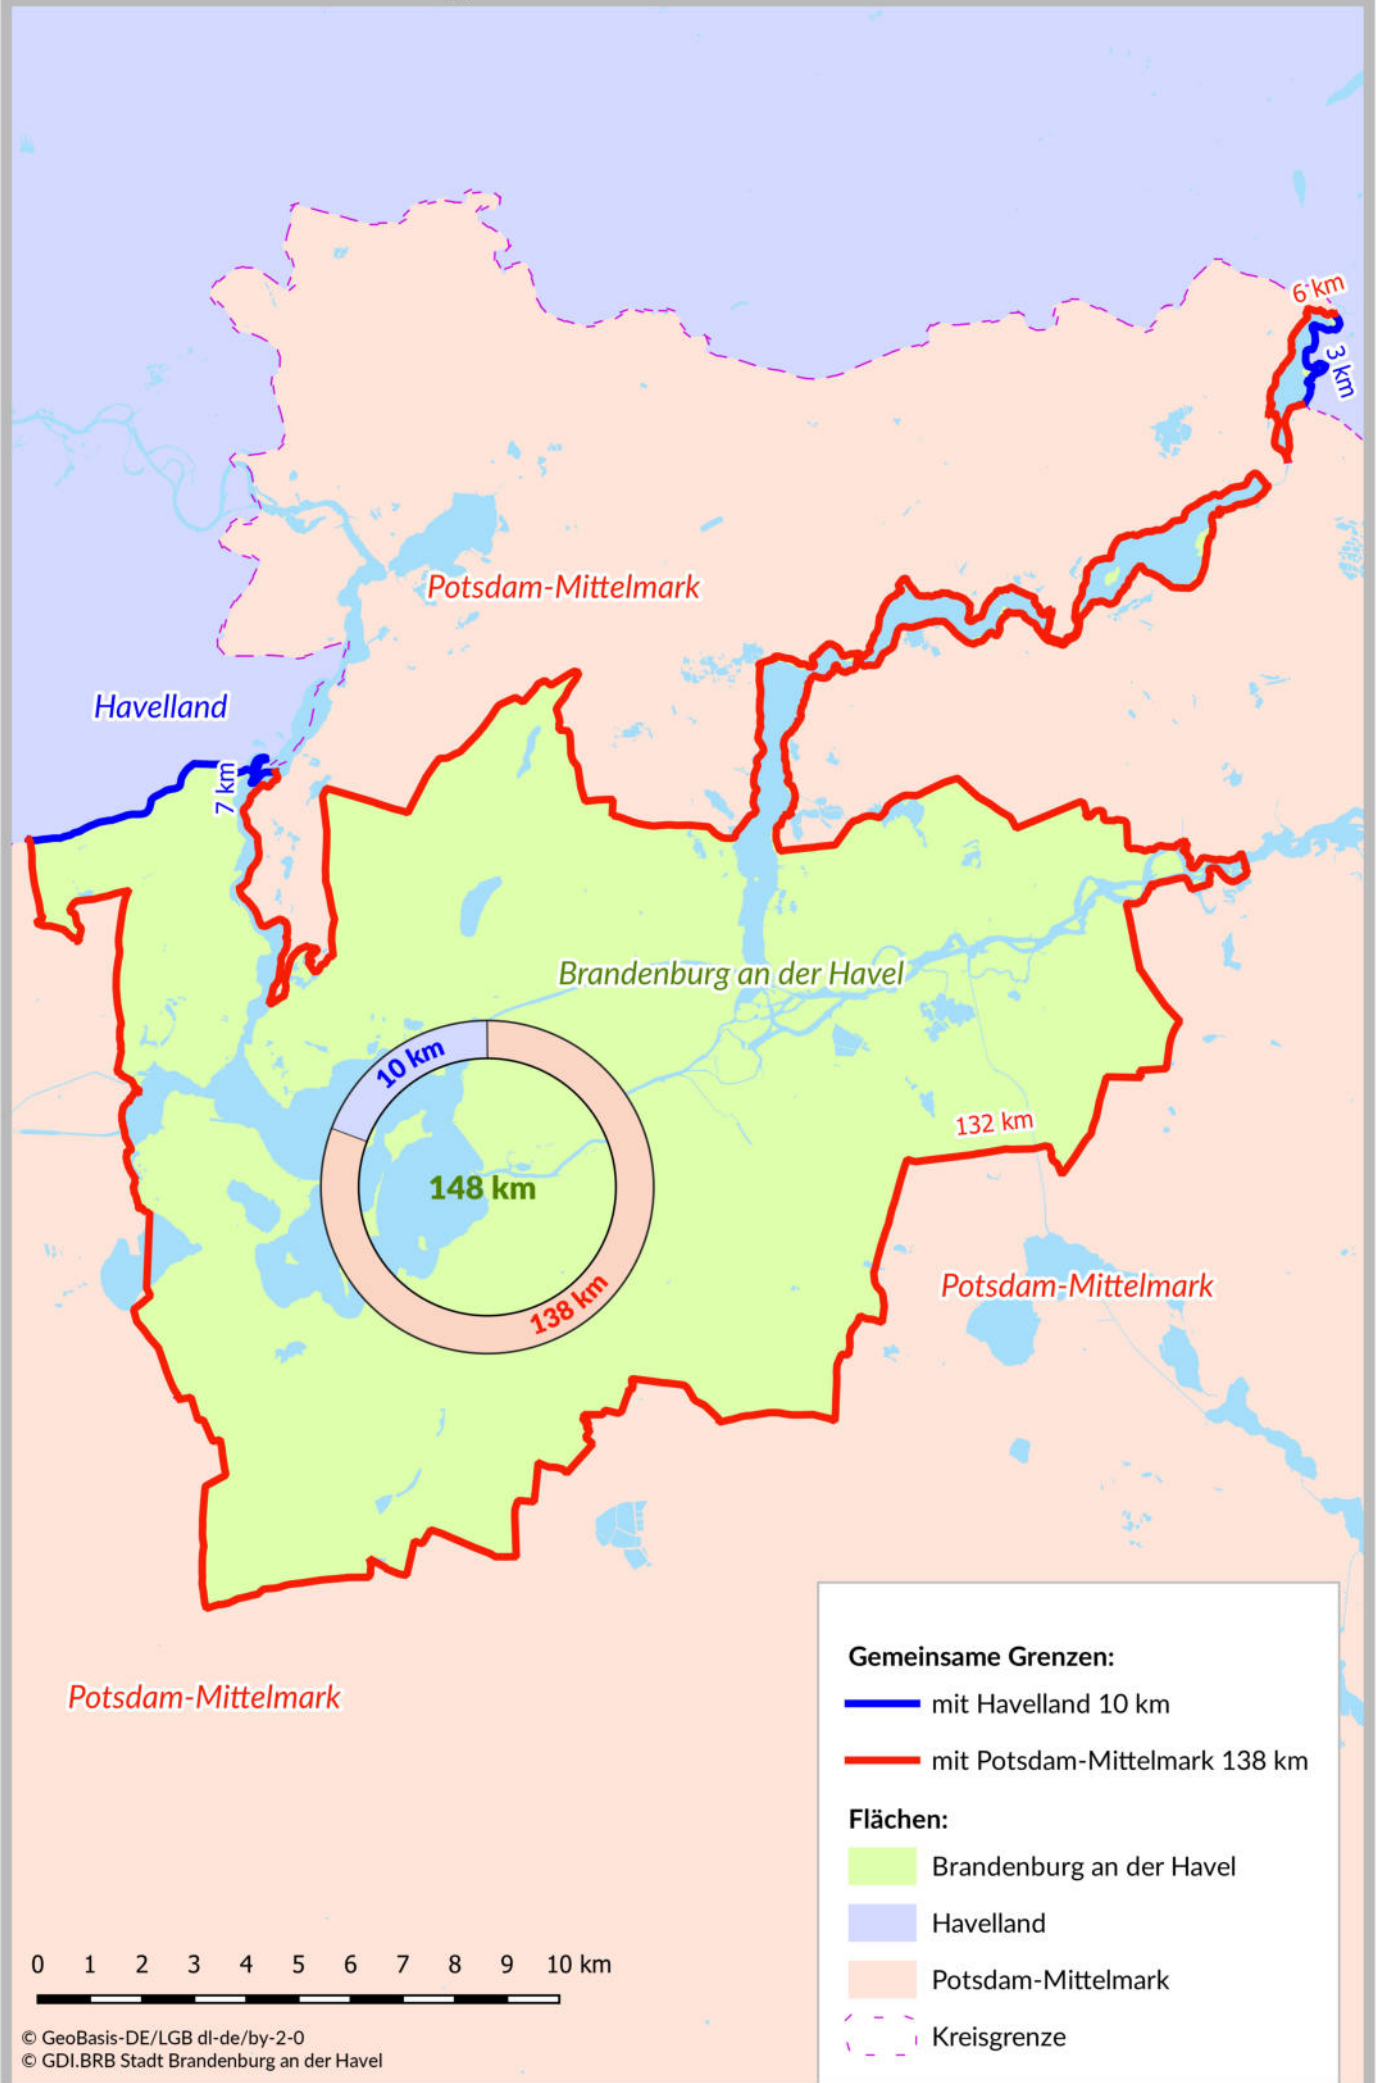 6 km
3 km
Potsdam-Mittelmark
Havelland
7 km
Brandenburg an der Havel
10 km
132 km
148 km
138 km
Potsdam-Mittelmark
Potsdam-Mittelmark
Gemeinsame Grenzen:
mit Havelland 10 km
mit Potsdam-Mittelmark 138 km
Flächen:
Brandenburg an der Havel
Havelland
Potsdam-Mittelmark
Kreisgrenze
0 1 2 3 4 5 6 7 8 9 10 km
© GeoBasis-DE/LGB dl-de/by-2-0
© GDI.BRB Stadt Brandenburg an der Havel